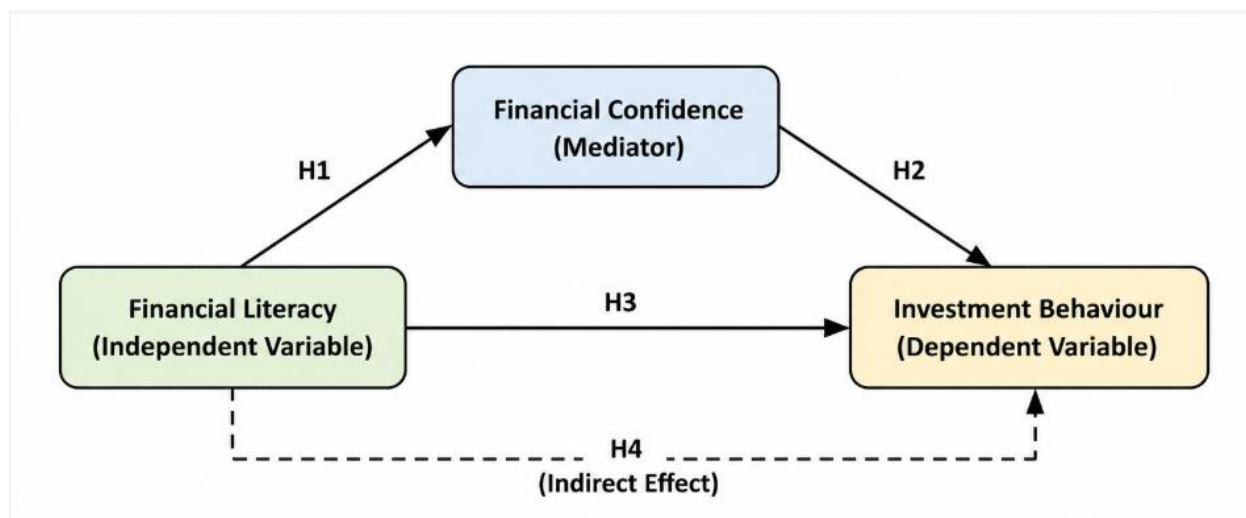 Financial Confidence
(Mediator)
H1
H2
Financial Literacy
(Independent Variable)
H3
Investment Behaviour
(Dependent Variable)
H4
(Indirect Effect)